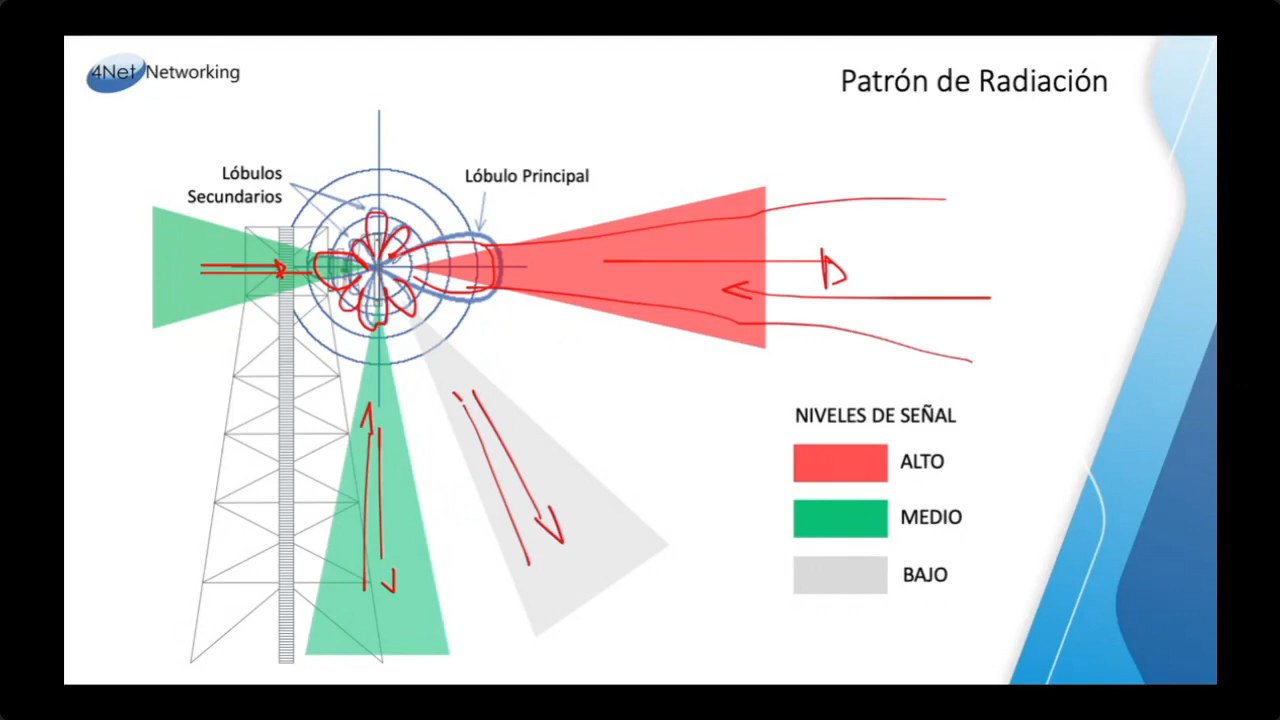 4Net Networking
Patrón de Radiación
Lóbulos
Secundarios
Lóbulo Principal
NIVELES DE SEÑAL
ALTO
MEDIO
BAJO